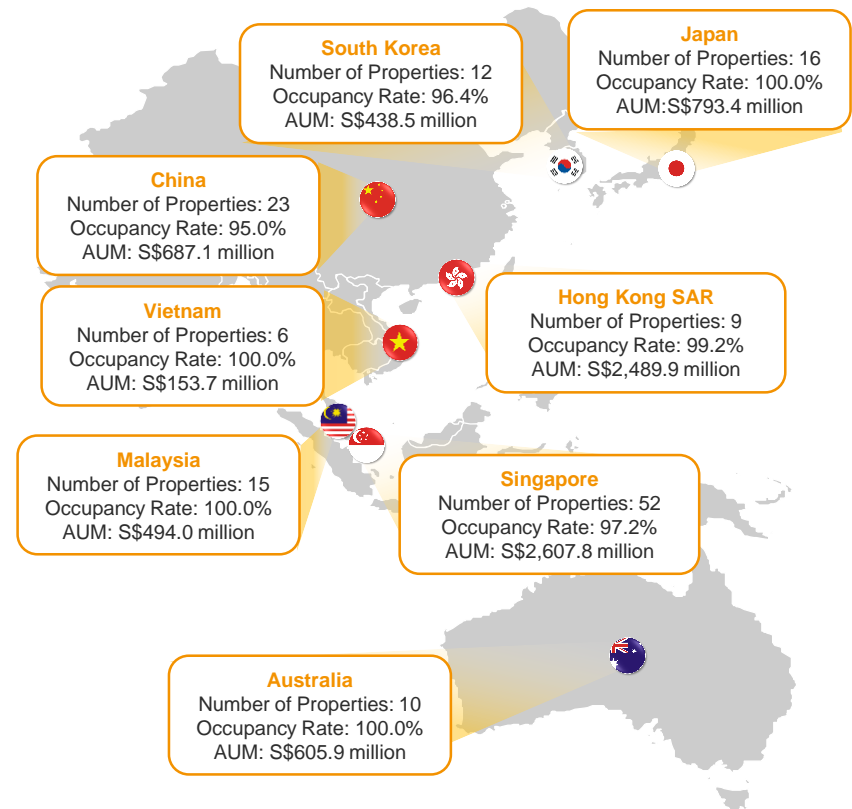 South Korea
Number of Properties: 12
Occupancy Rate: 96.4%
AUM: S$438.5 million
Japan
Number of Properties: 16
Occupancy Rate: 100.0%
AUM:S$793.4 million
China
Number of Properties: 23
Occupancy Rate: 95.0%
AUM: S$687.1 million
Vietnam
Number of Properties: 6
Occupancy Rate: 100.0%
AUM: S$153.7 million
Hong Kong SAR
Number of Properties: 9
Occupancy Rate: 99.2%
AUM: S$2,489.9 million
Malaysia
Number of Properties: 15
Occupancy Rate: 100.0%
AUM: S$494.0 million
Singapore
Number of Properties: 52
Occupancy Rate: 97.2%
AUM: S$2,607.8 million
Australia
Number of Properties: 10
Occupancy Rate: 100.0%
AUM: S$605.9 million